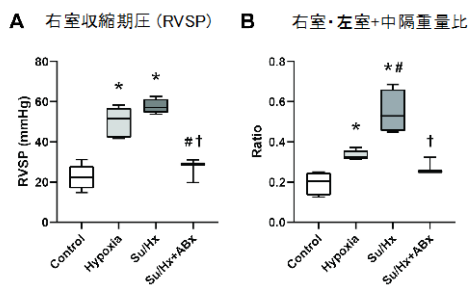 A 右室収縮期圧 (RVSP)
RVSP (mmHg)
80
60
40
20
0
*
*
#†
Control
Hypoxia
Su/Hx
Su/Hx+ABx
B 右室・左室+中隔重量比
Ratio
0.8
0.6
0.4
0.2
0.0
*
*#
†
Control
Hypoxia
Su/Hx
Su/Hx+ABx